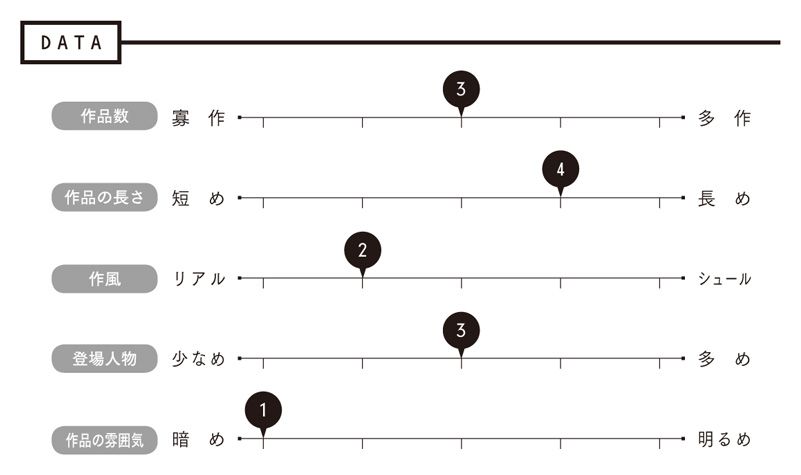 DATA
3
作品数 寡作 多作
4
作品の長さ 短め 長め
2
作風 リアル シュール
3
登場人物 少なめ 多め
1
作品の雰囲気 暗め 明るめ